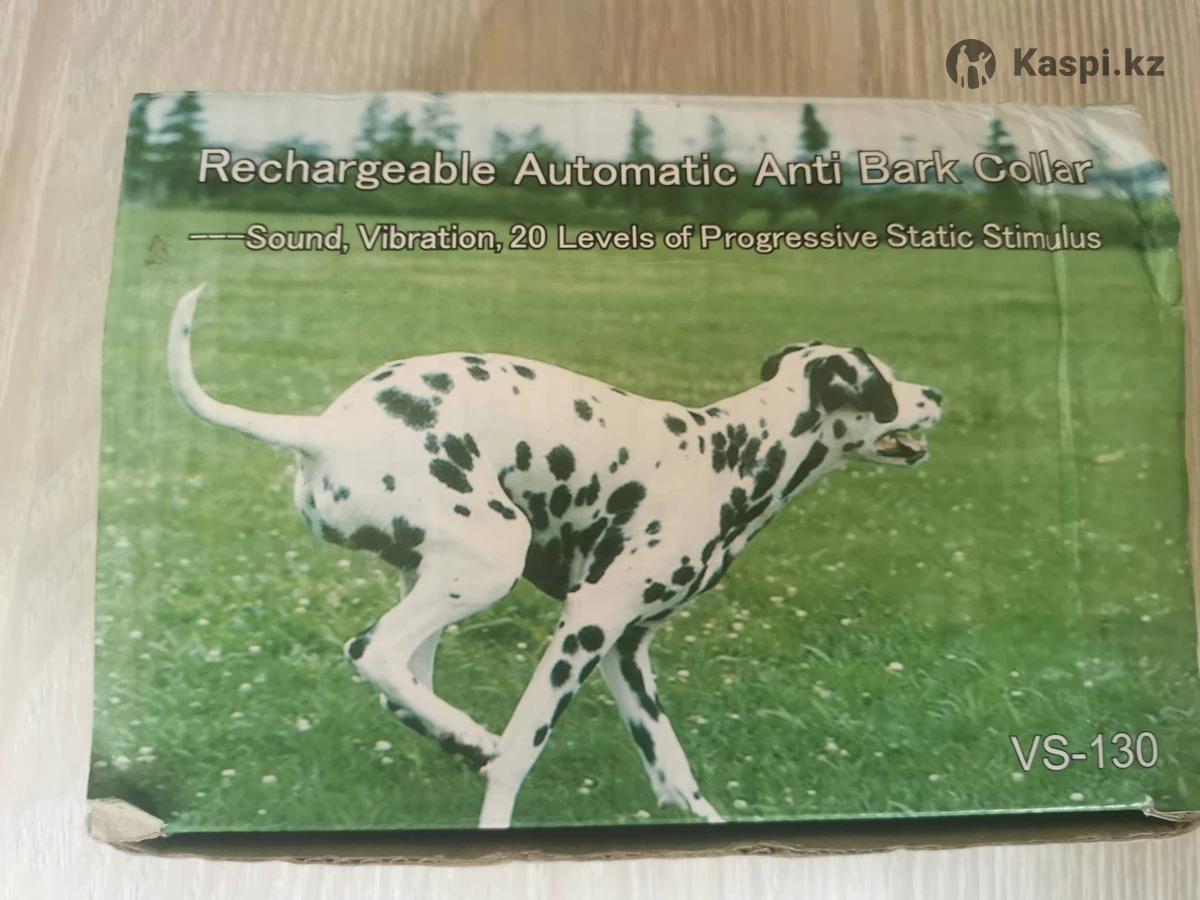 Kaspi.kz
Rechargeable Automatic Anti Bark Collar
——Sound, Vibration, 20 Levels of Progressive Static Stimulus
VS-130